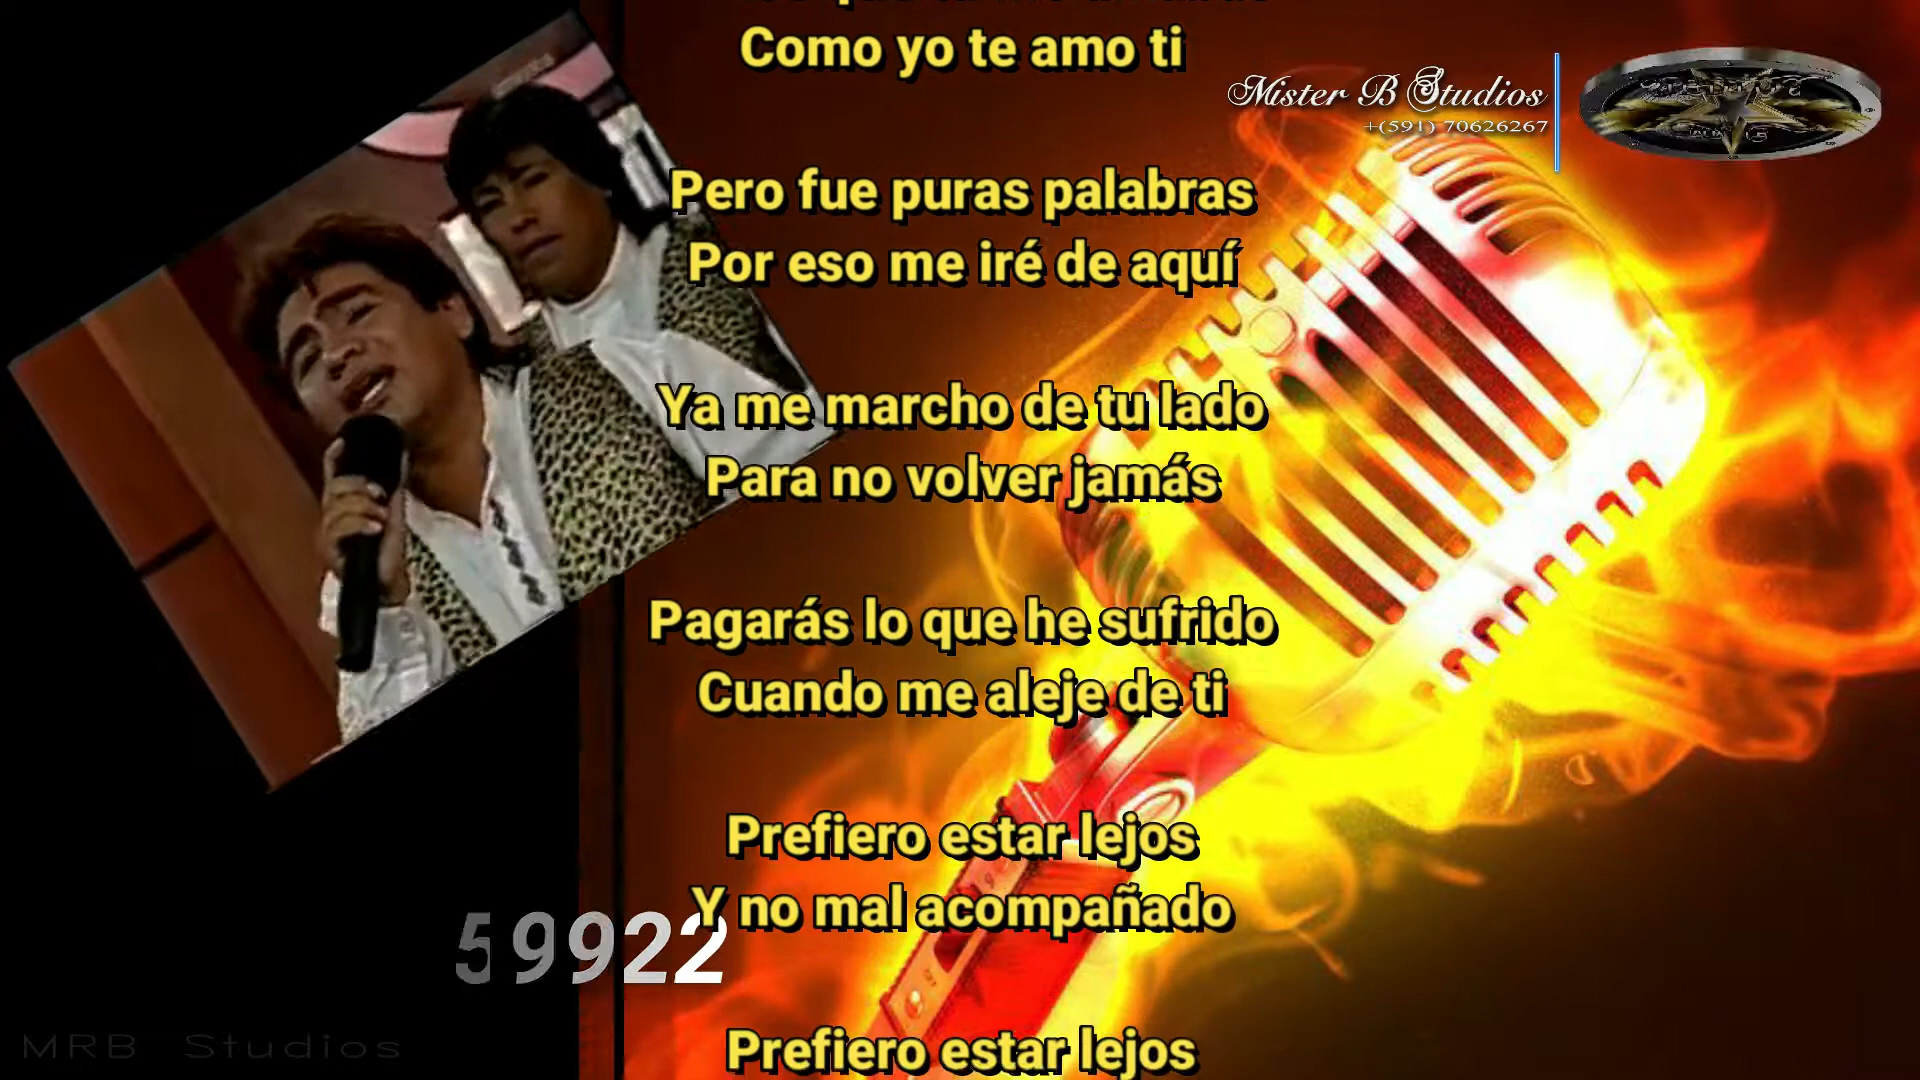 Como yo te amo ti
Mister B Studios
+(591) 70626267
Pero fue puras palabras
Por eso me iré de aquí
Ya me marcho de tu lado
Para no volver jamás
Pagarás lo que he sufrido
Cuando me aleje de ti
Prefiero estar lejos
Y no mal acompañado
59922
MRB Studios
Prefiero estar lejos